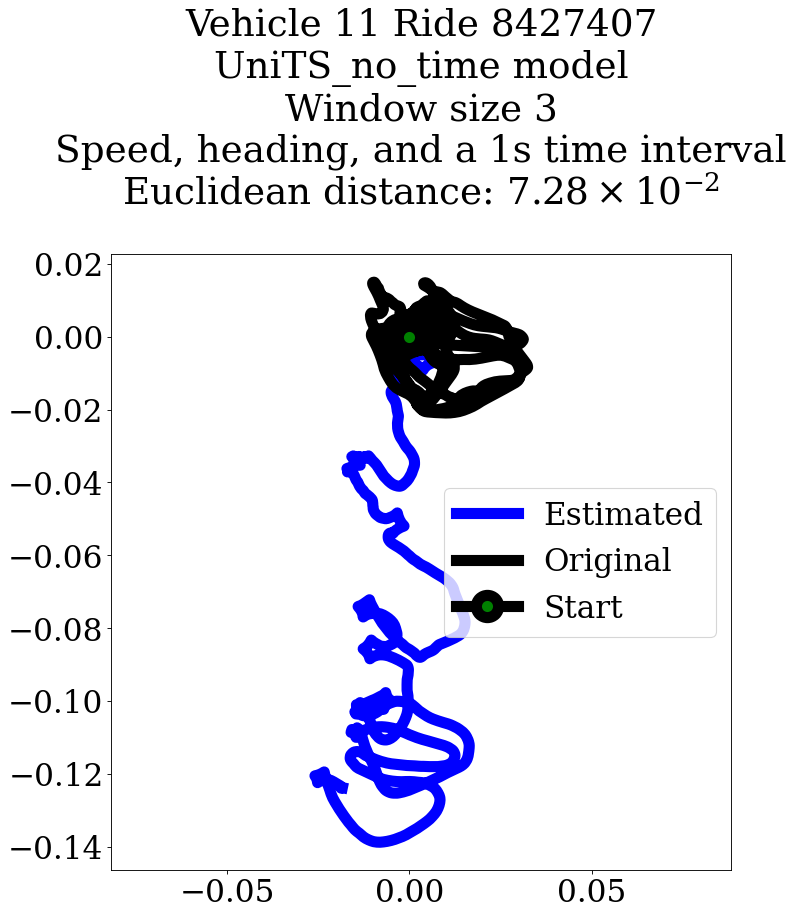 Vehicle 11 Ride 8427407
UniTS_no_time model
Window size 3
Speed, heading, and a 1s time interval
Euclidean distance: 7.28 × 10⁻²
0.02
0.00
−0.02
−0.04
−0.06
−0.08
−0.10
−0.12
−0.14
Estimated
Original
Start
−0.05
0.00
0.05